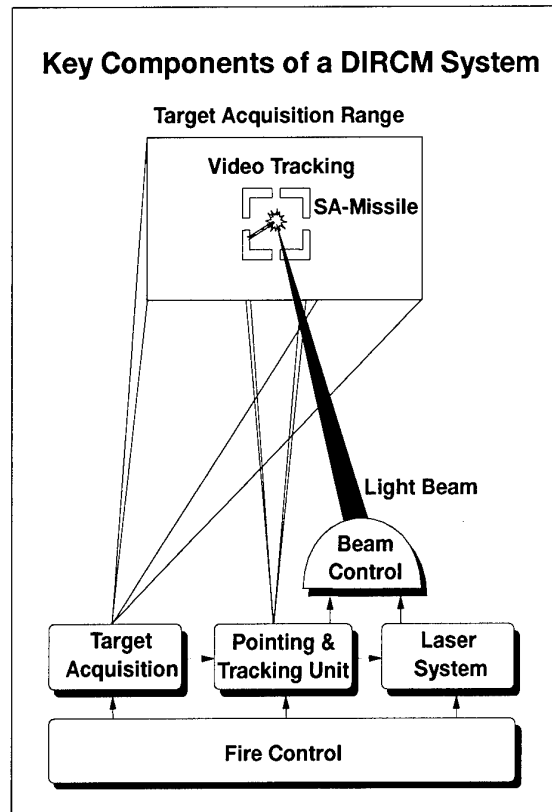 Key Components of a DIRCM System
Target Acquisition Range
Video Tracking
SA-Missile
Light Beam
Beam
Control
Target
Acquisition
Pointing &
Tracking Unit
Laser
System
Fire Control